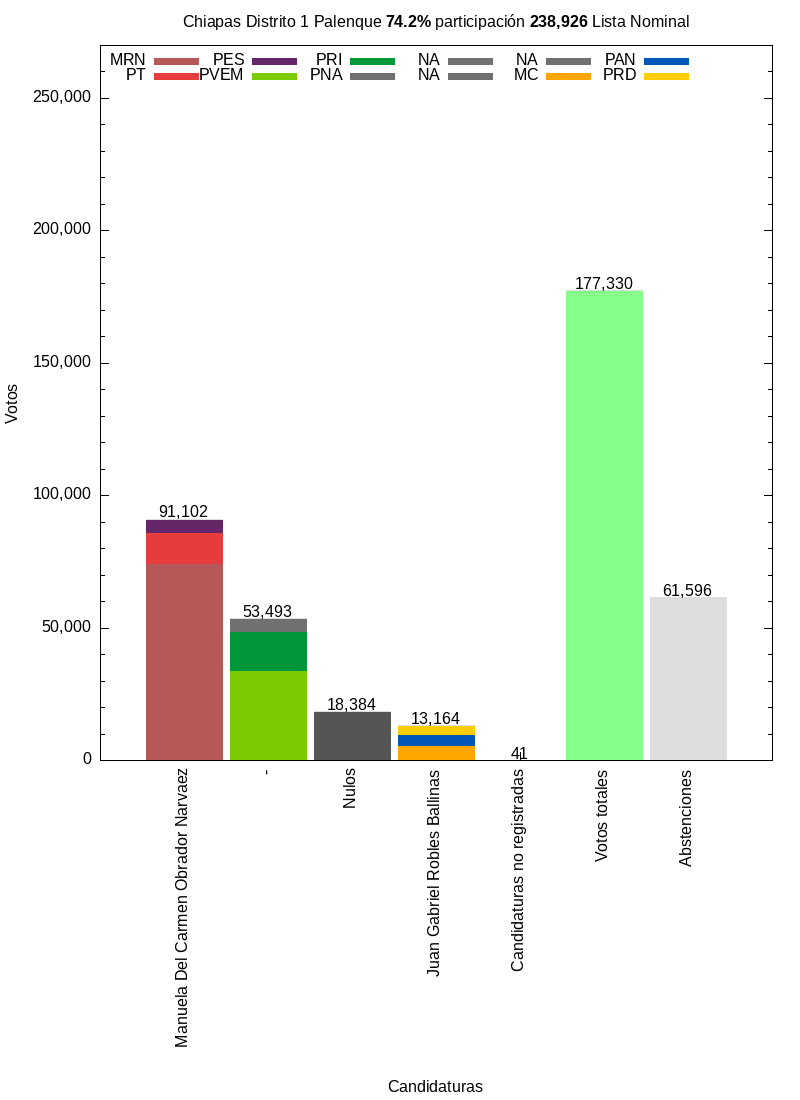 Chiapas Distrito 1 Palenque 74.2% participación 238,926 Lista Nominal
MRN PES PRI NA NA PAN
PT PVEM PNA NA MC PRD
250,000
200,000
150,000
100,000
50,000
0
Votos
91,102
53,493
18,384
13,164
41
177,330
61,596
Manuela Del Carmen Obrador Narvaez
-
Nulos
Juan Gabriel Robles Ballinas
Candidaturas no registradas
Votos totales
Abstenciones
Candidaturas